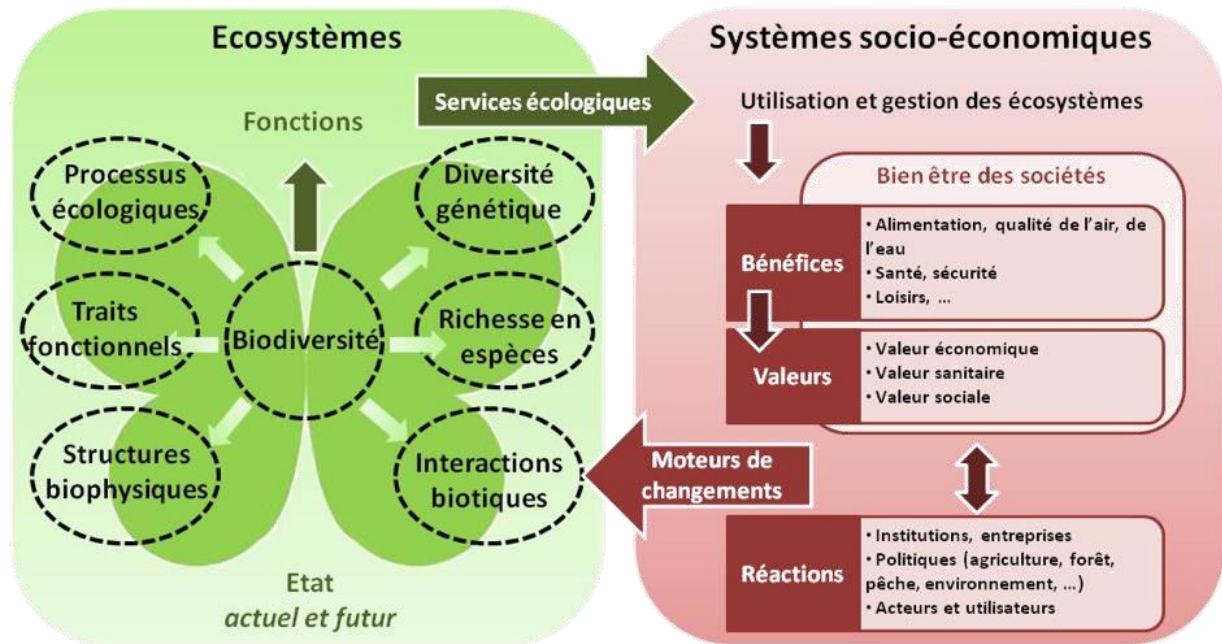 Ecosystèmes
Fonctions
Processus
écologiques
Diversité
génétique
Traits
fonctionnels
Biodiversité
Richesse en
espèces
Structures
biophysiques
Interactions
biotiques
Etat
actuel et futur
Services écologiques
Moteurs de
changements
Systèmes socio-économiques
Utilisation et gestion des écosystèmes
Bien être des sociétés
Bénéfices
• Alimentation, qualité de l'air, de
l'eau
• Santé, sécurité
• Loisirs, ...
Valeurs
• Valeur économique
• Valeur sanitaire
• Valeur sociale
Réactions
• Institutions, entreprises
• Politiques (agriculture, forêt,
pêche, environnement, ...)
• Acteurs et utilisateurs